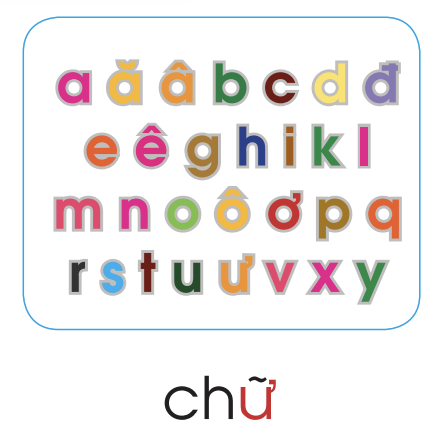 a ă â b c d đ
e ê g h i k l
m n o ô ơ p q
r s t u ư v x y
chữ